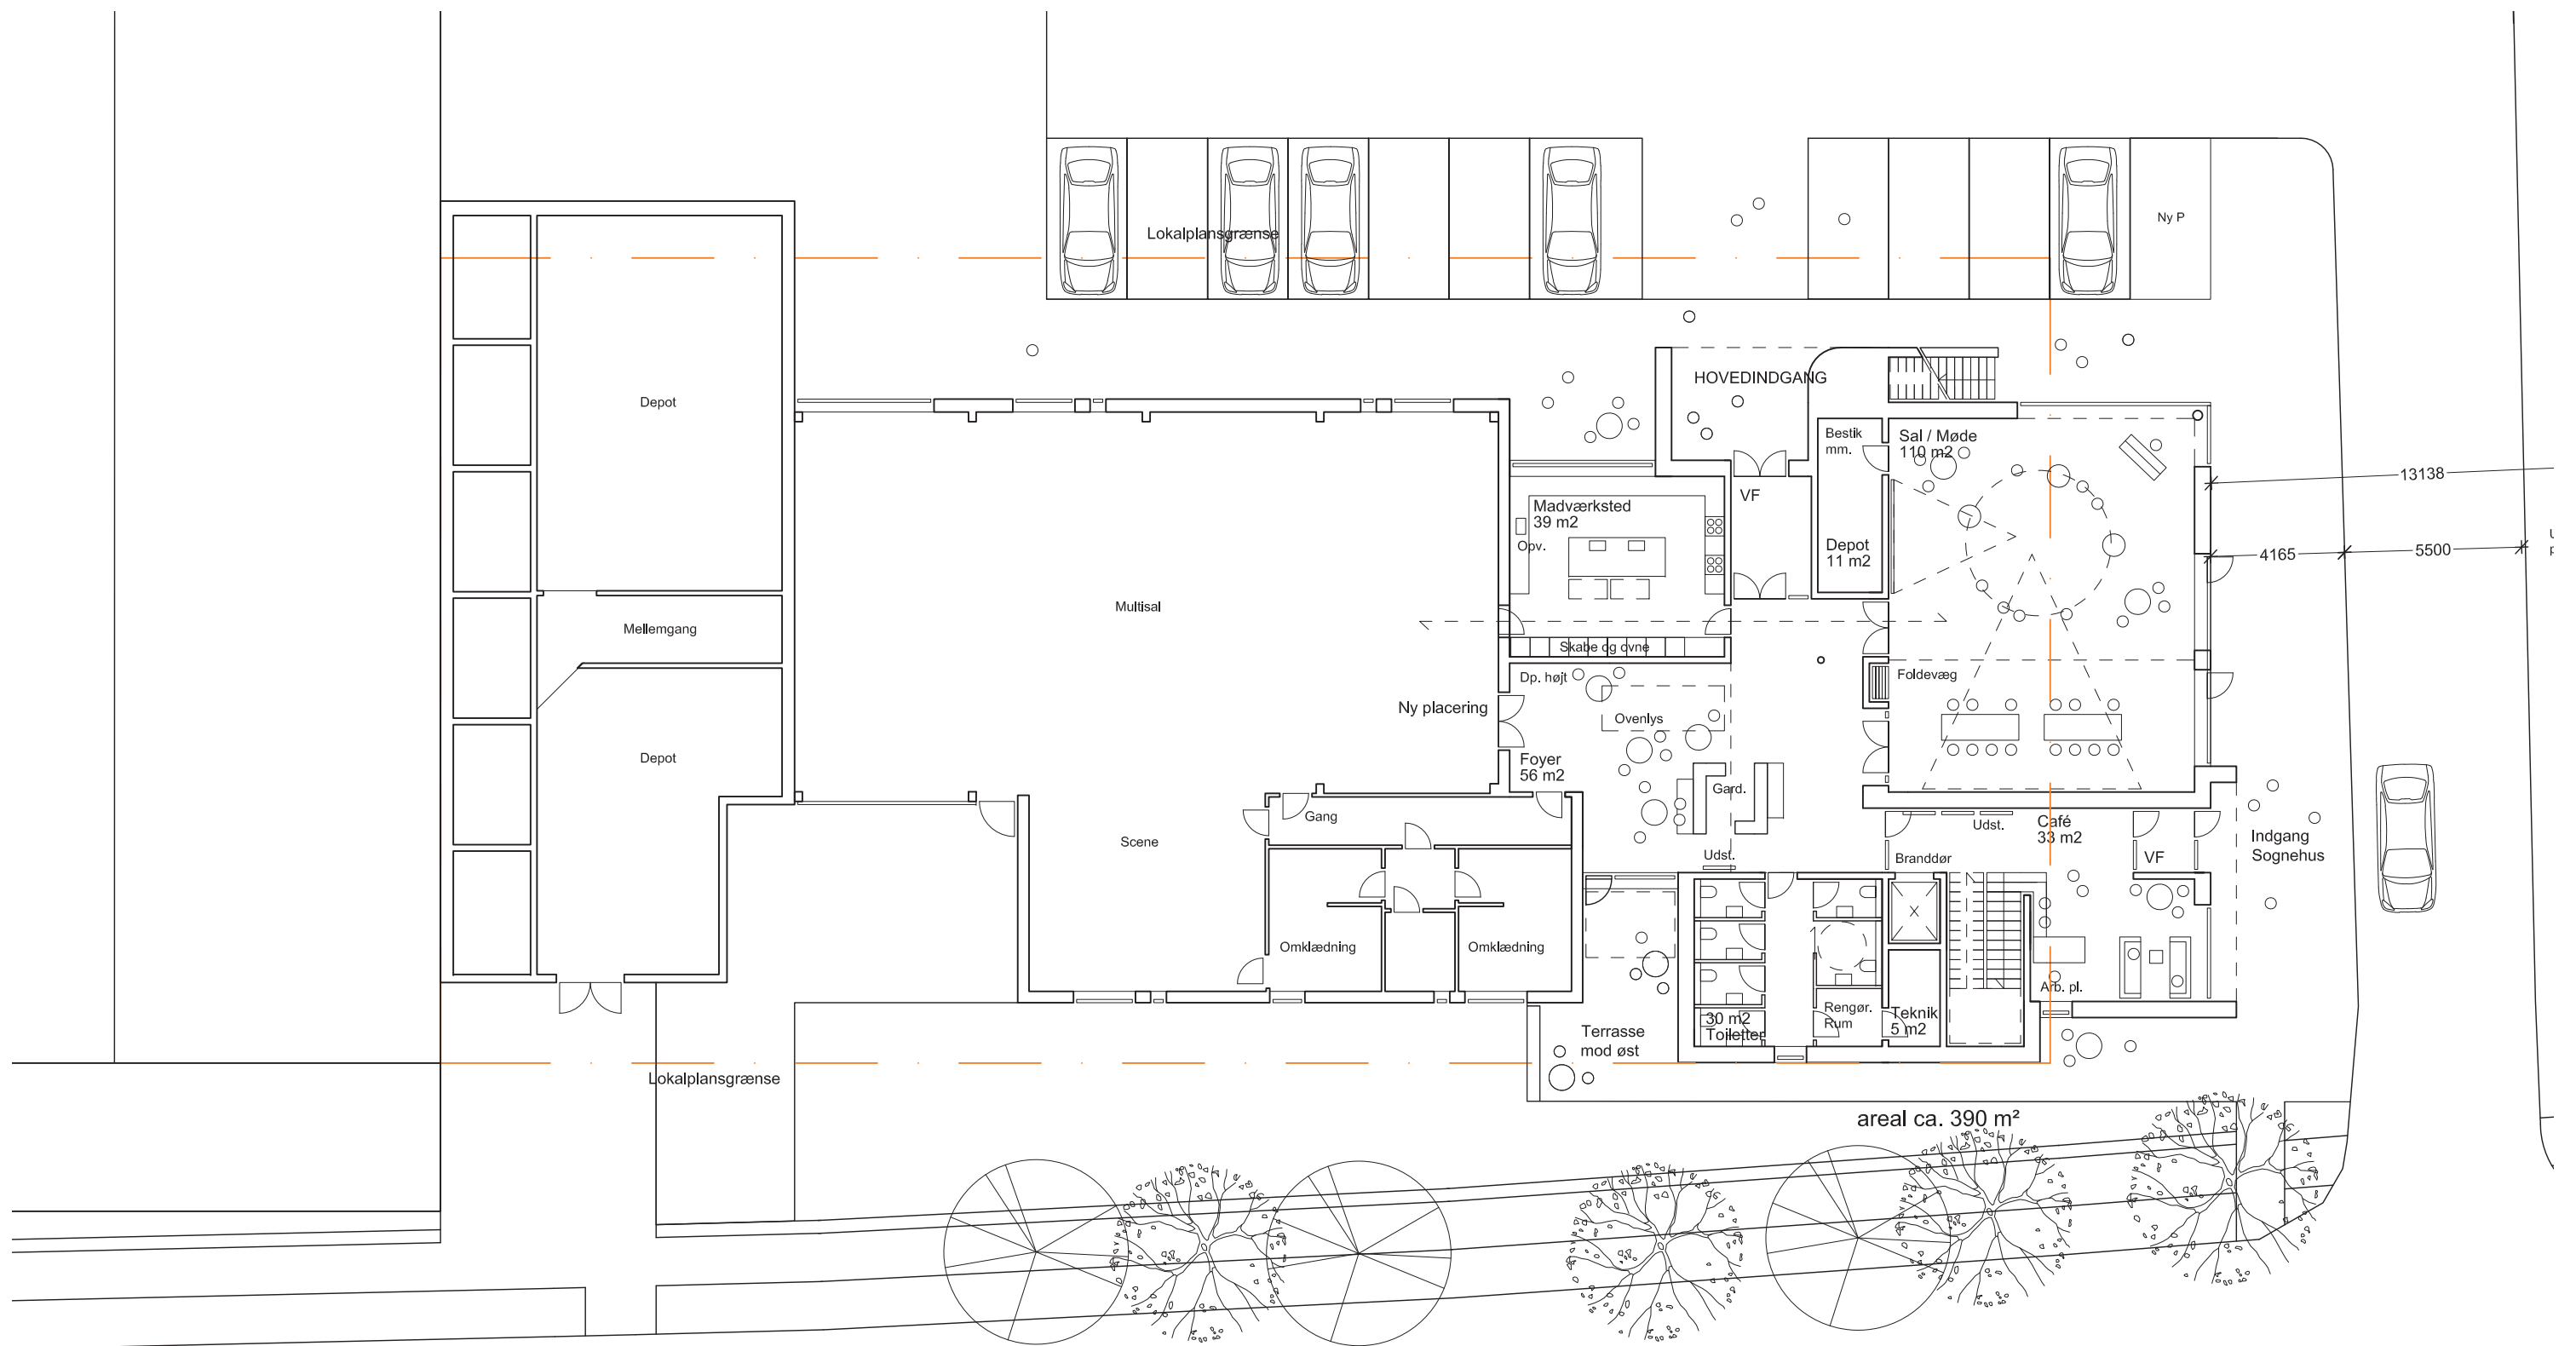 Ny P
Lokalplansgrænse
HOVEDINDGANG
Depot
Bestik
mm.
Sal / Møde
110 m2
13138
VF
Madværksted
39 m2
Opv.
Depot
11 m2
4165
5500
Multisal
Mellemgang
Skabe og ovne
Foldevæg
Dp. højt
Ny placering
Ovenlys
Depot
Foyer
56 m2
Gard.
Gang
Scene
Udst.
Café
33 m2
Indgang
Sognehus
Udst.
Branddør
VF
Omklædning
Omklædning
Arb. pl.
30 m2
Toiletter
Rengør.
Rum
Teknik
5 m2
Terrasse
mod øst
Lokalplansgrænse
areal ca. 390 m²